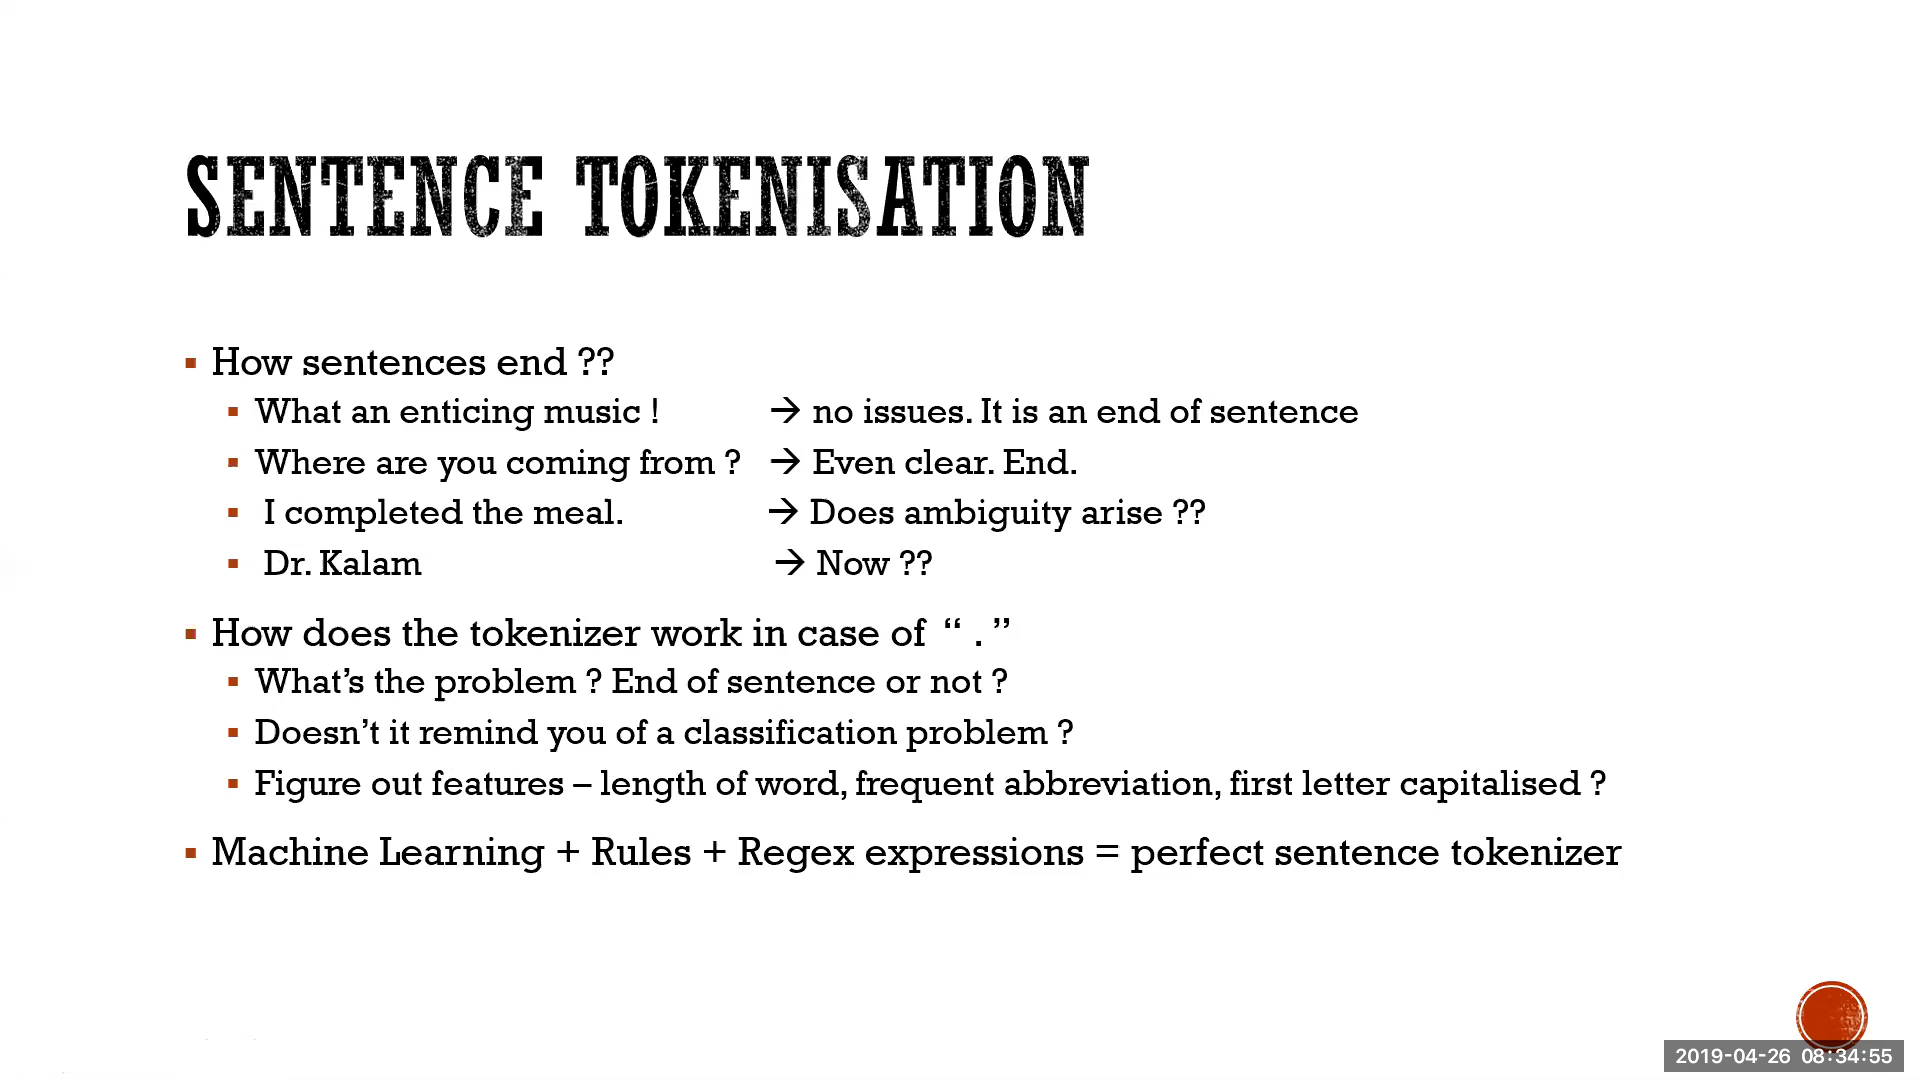 SENTENCE TOKENISATION
▪ How sentences end ??
▪ What an enticing music ! → no issues. It is an end of sentence
▪ Where are you coming from ? → Even clear. End.
▪ I completed the meal. → Does ambiguity arise ??
▪ Dr. Kalam → Now ??
▪ How does the tokenizer work in case of “ . ”
▪ What’s the problem ? End of sentence or not ?
▪ Doesn’t it remind you of a classification problem ?
▪ Figure out features – length of word, frequent abbreviation, first letter capitalised ?
▪ Machine Learning + Rules + Regex expressions = perfect sentence tokenizer
2019-04-26 08:34:55